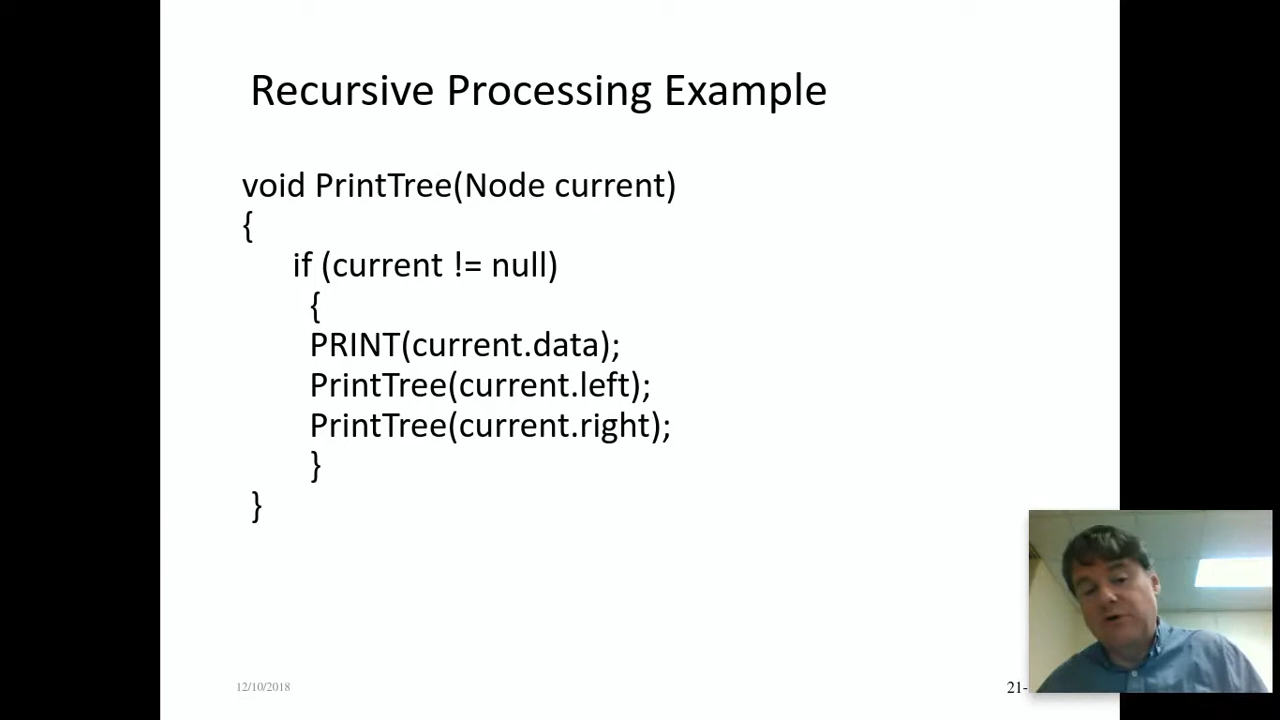 Recursive Processing Example
void PrintTree(Node current)
{
if (current != null)
{
PRINT(current.data);
PrintTree(current.left);
PrintTree(current.right);
}
}
12/10/2018
21-